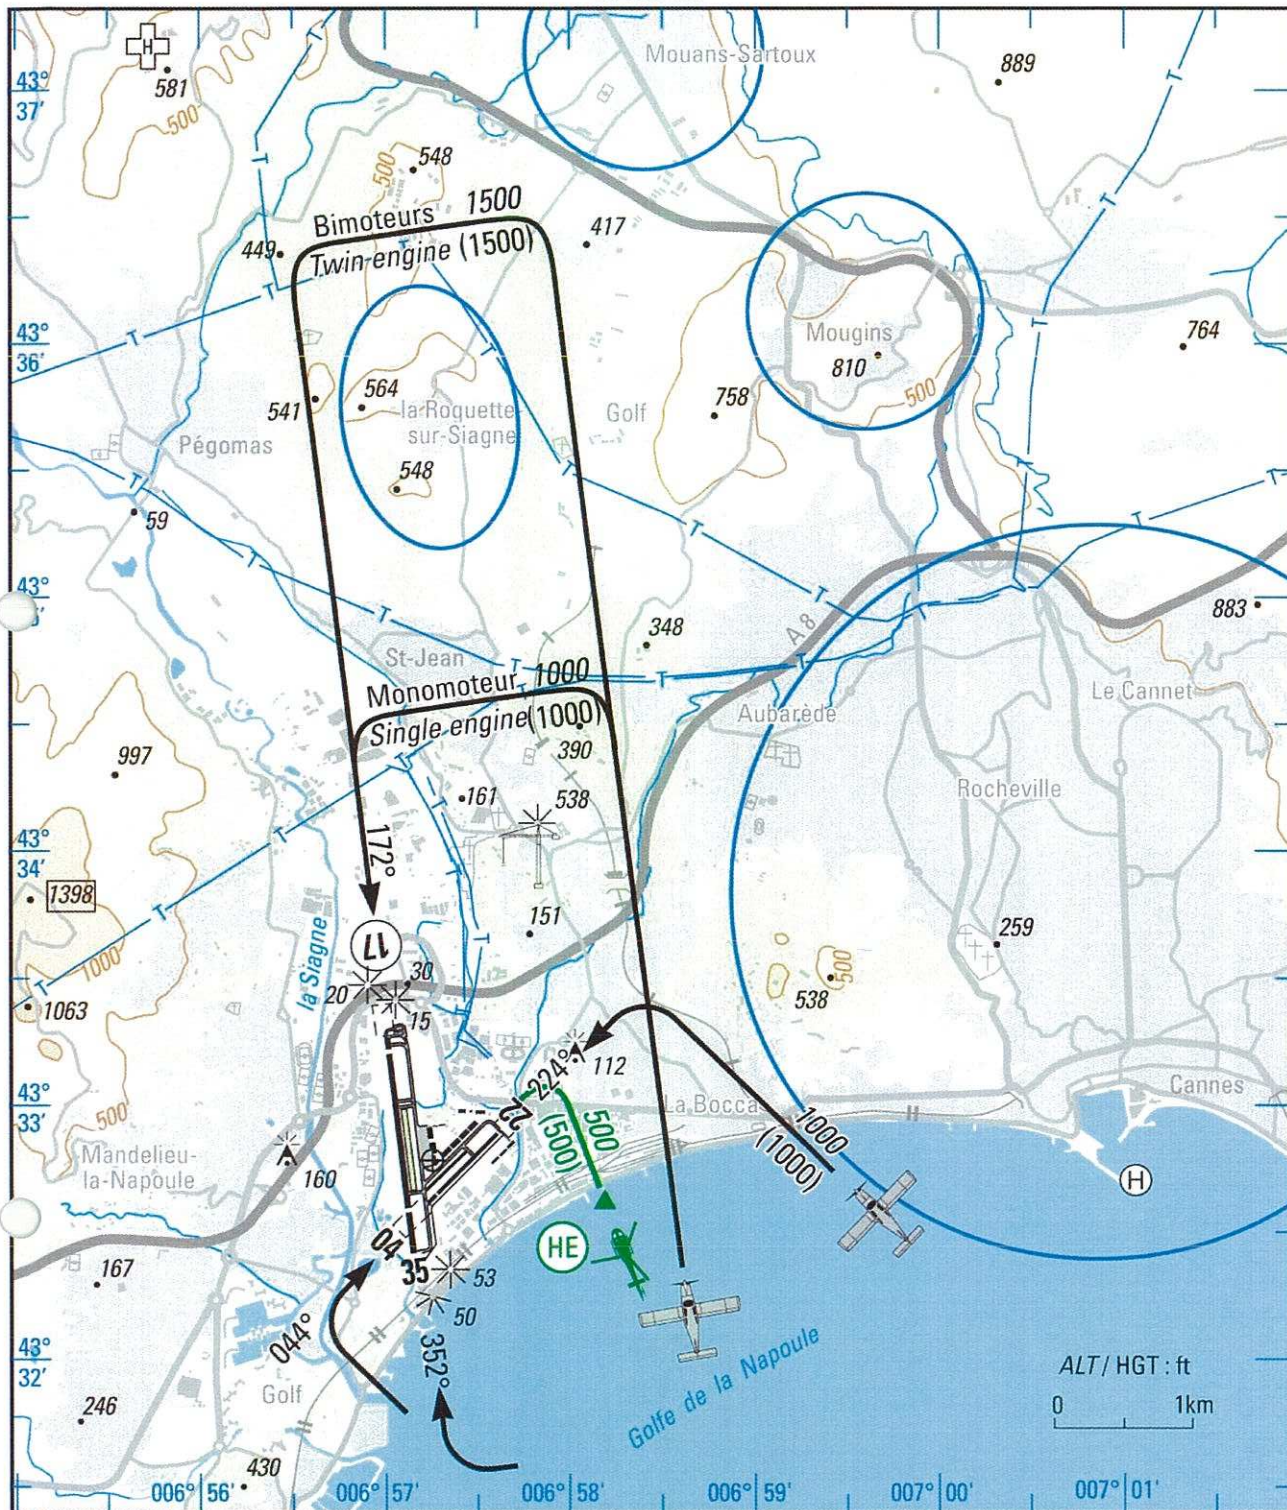 Mouans-Sartoux
889
H
581
43°
37'
500
548
500
Bimoteurs 1500
Twin-engine (1500)
417
449
43°
36'
Mougins
810
764
500
541
564
la Roquette-
sur-Siagne
Golf
758
Pégomas
548
59
43°
5'
883
348
A 8
St-Jean
Monomoteur 1000
Single engine (1000)
390
Aubarède
Le Cannet
997
161
538
Rocheville
43°
34'
172°
1398
151
259
17
la Siagne
1000
500
538
20
30
15
1063
112
224°
43°
33'
500
22
La Bocca
Cannes
500
(500)
1000
(1000)
Mandelieu-
la-Napoule
160
H
HE
04
35
53
167
50
044°
352°
43°
32'
Golfe de la Napoule
ALT / HGT : ft
0 1km
Golf
246
430
006° 56' 006° 57' 006° 58' 006° 59' 007° 00' 007° 01'
T